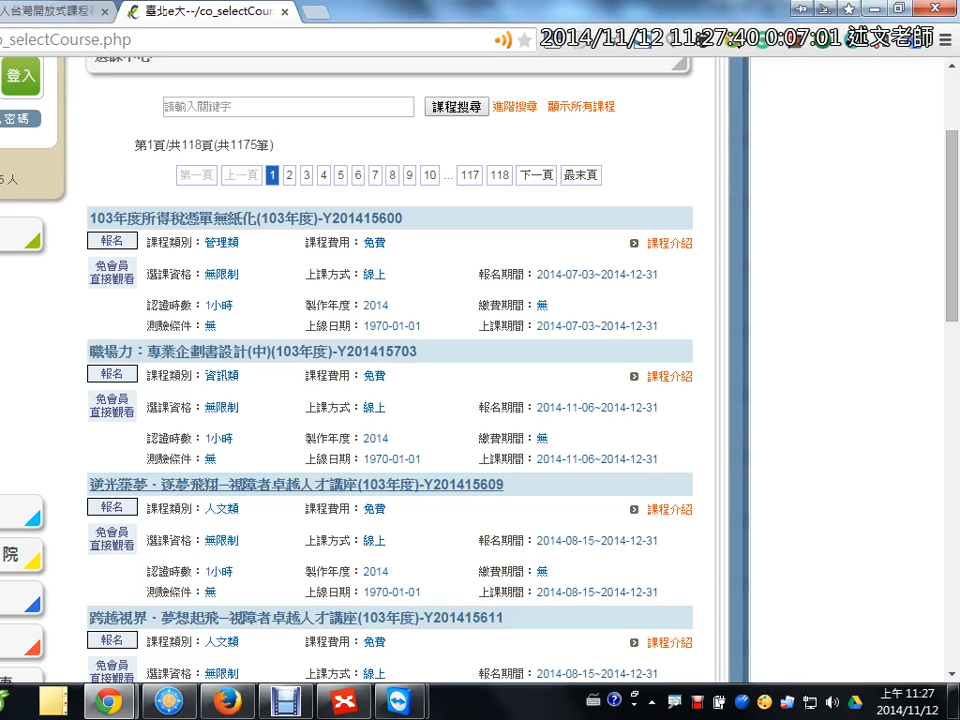 人台灣開放式課程
臺北e大--/co_selectCour
o_selectCourse.php
2014/11/12 11:27:40 0:07:01 述文老師
登入
密碼
人
院
請輸入關鍵字
課程搜尋 進階搜尋 顯示所有課程
第1頁/共118頁(共1175筆)
第一頁 上一頁 1 2 3 4 5 6 7 8 9 10 ... 117 118 下一頁 最末頁
103年度所得稅憑單無紙化(103年度)-Y201415600
報名 課程類別：管理類 課程費用：免費 課程介紹
免會員
直接觀看 選課資格：無限制 上課方式：線上 報名期間：2014-07-03~2014-12-31
認證時數：1小時 製作年度：2014 繳費期間：無
測驗條件：無 上線日期：1970-01-01 上課期間：2014-07-03~2014-12-31
職場力：專業企劃書設計(中)(103年度)-Y201415703
報名 課程類別：資訊類 課程費用：免費 課程介紹
免會員
直接觀看 選課資格：無限制 上課方式：線上 報名期間：2014-11-06~2014-12-31
認證時數：1小時 製作年度：2014 繳費期間：無
測驗條件：無 上線日期：1970-01-01 上課期間：2014-11-06~2014-12-31
逆光築夢‧逐夢飛翔─視障者卓越人才講座(103年度)-Y201415609
報名 課程類別：人文類 課程費用：免費 課程介紹
免會員
直接觀看 選課資格：無限制 上課方式：線上 報名期間：2014-08-15~2014-12-31
認證時數：1小時 製作年度：2014 繳費期間：無
測驗條件：無 上線日期：1970-01-01 上課期間：2014-08-15~2014-12-31
跨越視界‧夢想起飛─視障者卓越人才講座(103年度)-Y201415611
報名 課程類別：人文類 課程費用：免費 課程介紹
免會員
選課資格：無限制 上課方式：線上 報名期間：2014-08-15~2014-12-31
上午 11:27
2014/11/12